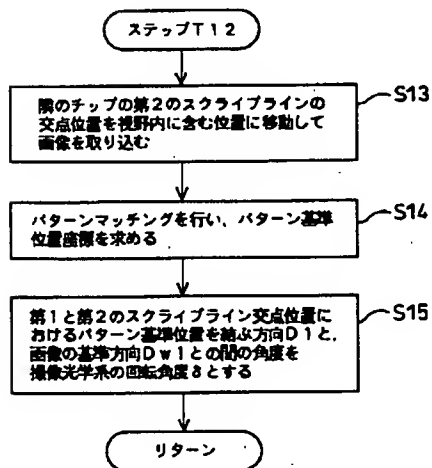 ステップT12
隣のチップの第2のスクライブラインの
交点位置を視野内に含む位置に移動して
画像を取り込む
S13
パターンマッチングを行い、パターン基準
位置座標を求める
S14
第1と第2のスクライブライン交点位置に
おけるパターン基準位置を結ぶ方向D1と、
画像の基準方向Dw1との間の角度を
撮像光学系の回転角度δとする
S15
リターン